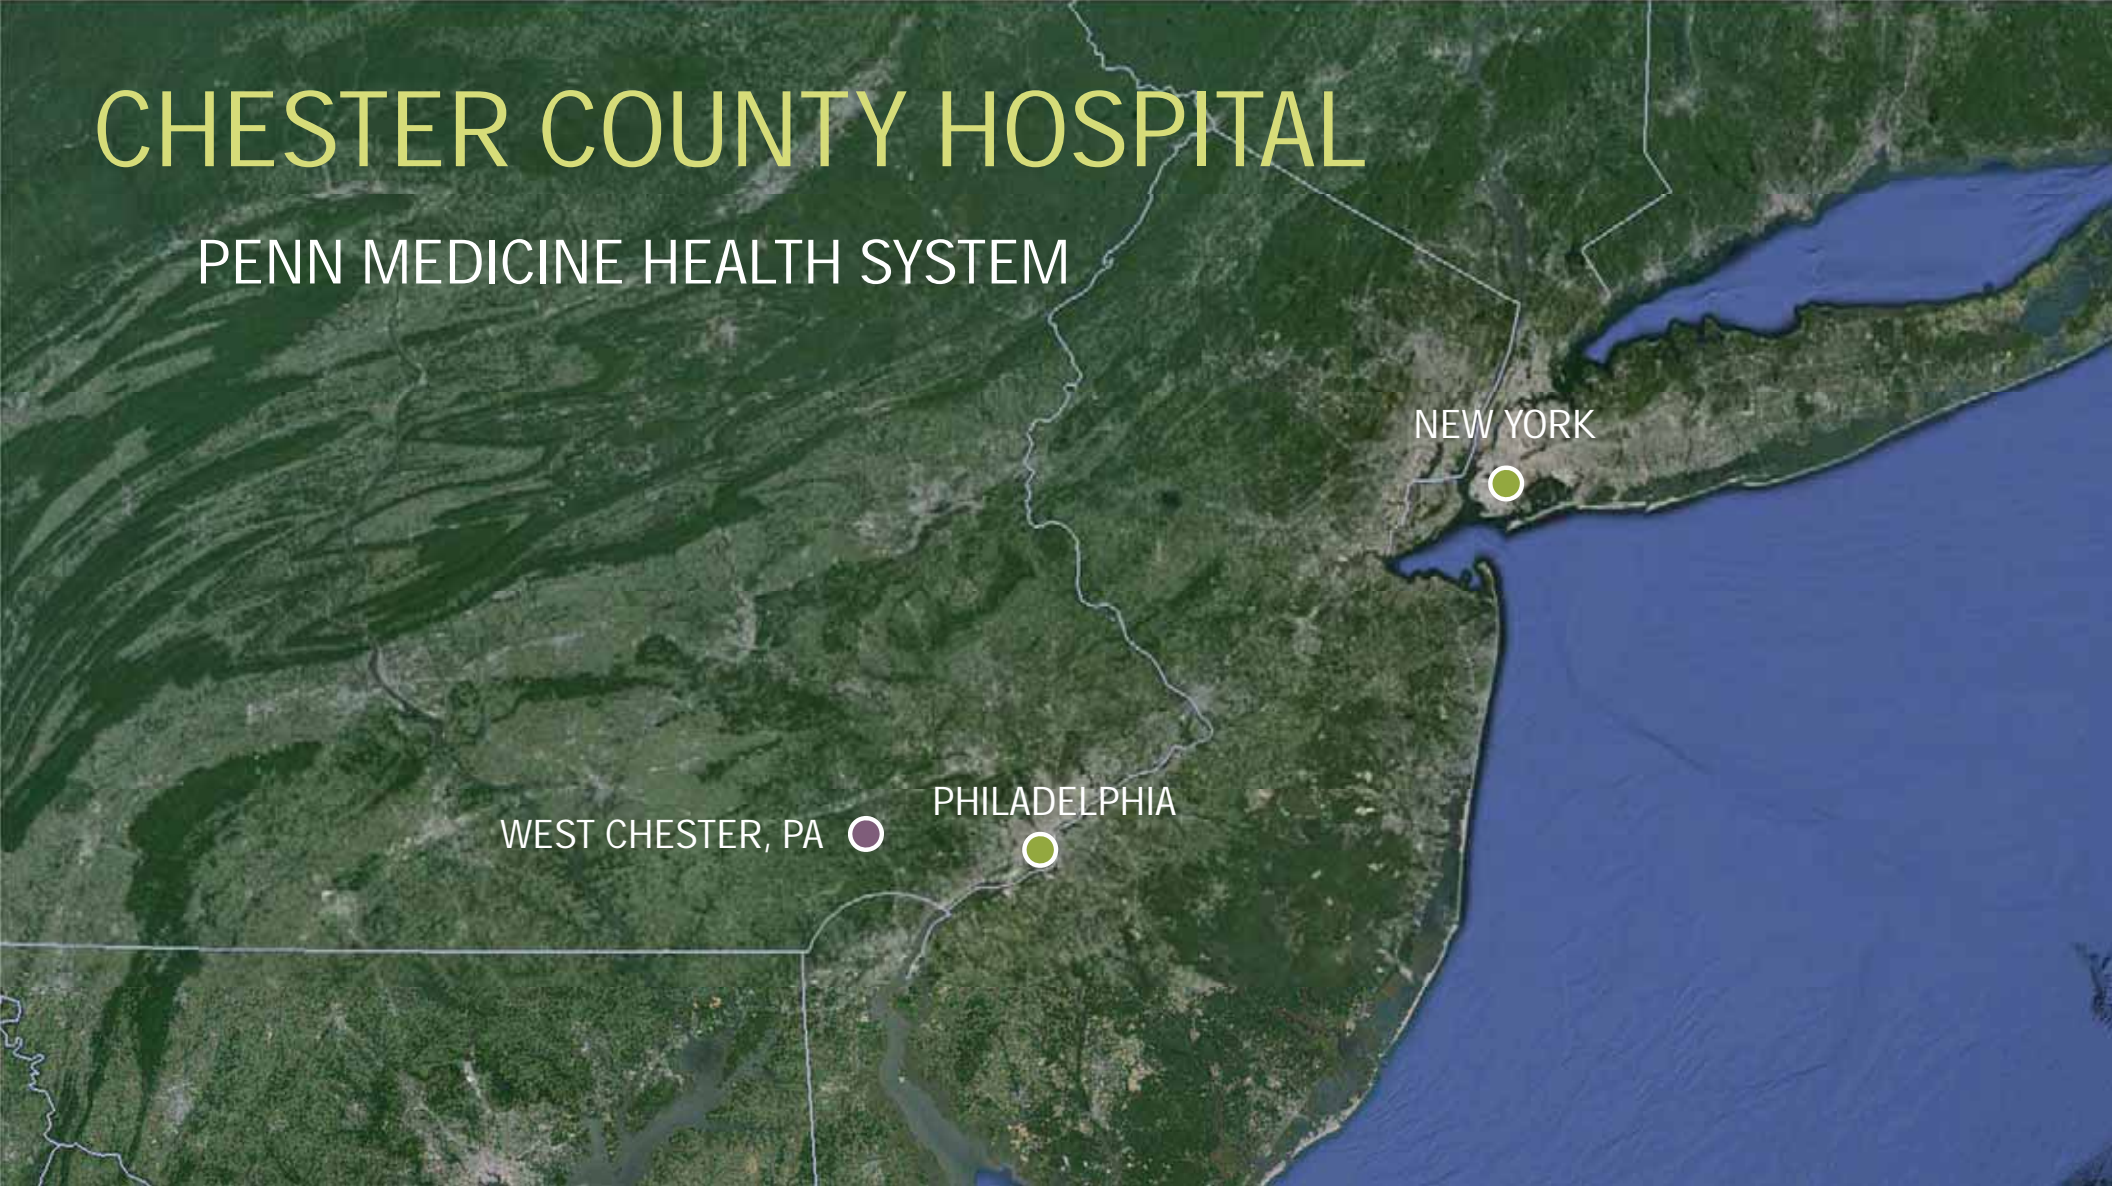 CHESTER COUNTY HOSPITAL
PENN MEDICINE HEALTH SYSTEM
NEW YORK
PHILADELPHIA
WEST CHESTER, PA